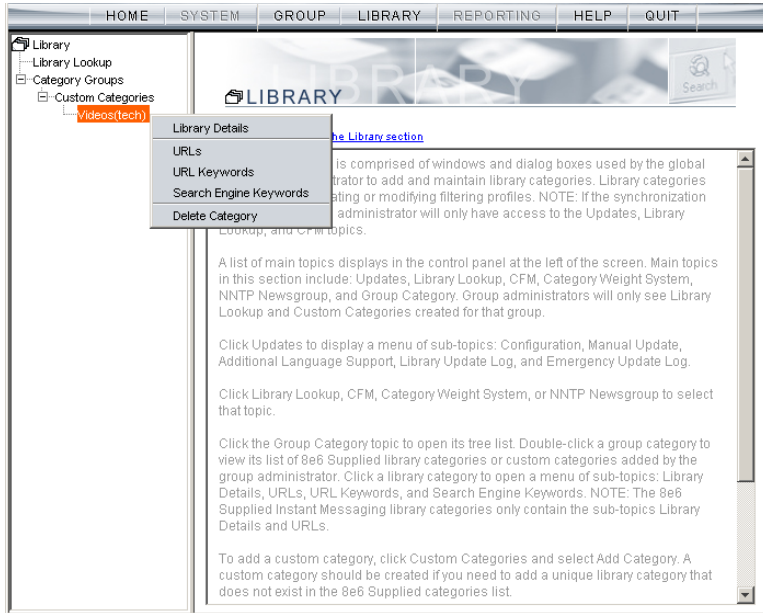 HOME SYSTEM GROUP LIBRARY REPORTING HELP QUIT
Library
Library Lookup
Category Groups
Custom Categories
Videos(tech)
Library Details
URLs
URL Keywords
Search Engine Keywords
Delete Category
LIBRARY
Search
LIBRARY
he Library section
is comprised of windows and dialog boxes used by the global
trator to add and maintain library categories. Library categories
ating or modifying filtering profiles. NOTE: If the synchronization
administrator will only have access to the Updates, Library
Lookup, and CFM topics.
A list of main topics displays in the control panel at the left of the screen. Main topics
in this section include: Updates, Library Lookup, CFM, Category Weight System,
NNTP Newsgroup, and Group Category. Group administrators will only see Library
Lookup and Custom Categories created for that group.
Click Updates to display a menu of sub-topics: Configuration, Manual Update,
Additional Language Support, Library Update Log, and Emergency Update Log.
Click Library Lookup, CFM, Category Weight System, or NNTP Newsgroup to select
that topic.
Click the Group Category topic to open its tree list. Double-click a group category to
view its list of 8e6 Supplied library categories or custom categories added by the
group administrator. Click a library category to open a menu of sub-topics: Library
Details, URLs, URL Keywords, and Search Engine Keywords. NOTE: The 8e6
Supplied Instant Messaging library categories only contain the sub-topics Library
Details and URLs.
To add a custom category, click Custom Categories and select Add Category. A
custom category should be created if you need to add a unique library category that
does not exist in the 8e6 Supplied categories list.